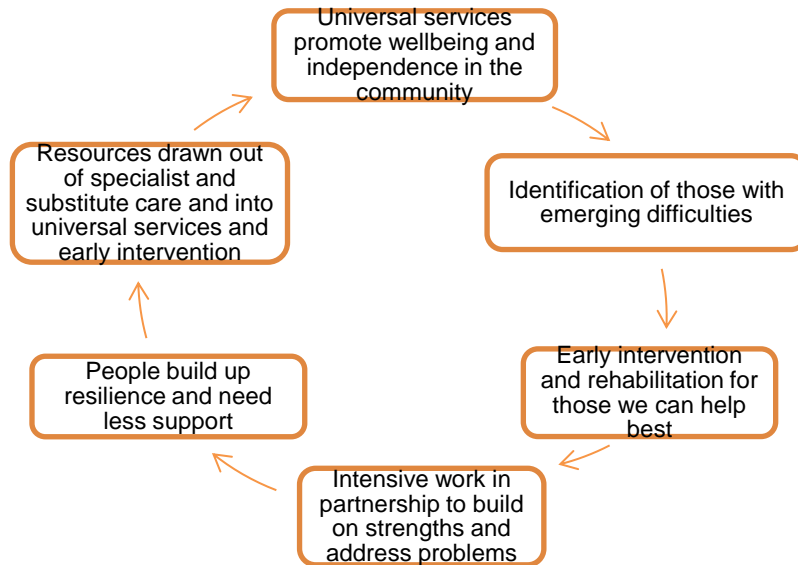 Universal services
promote wellbeing and
independence in the
community
Identification of those with
emerging difficulties
Early intervention
and rehabilitation for
those we can help
best
Intensive work in
partnership to build
on strengths and
address problems
People build up
resilience and need
less support
Resources drawn out
of specialist and
substitute care and into
universal services and
early intervention